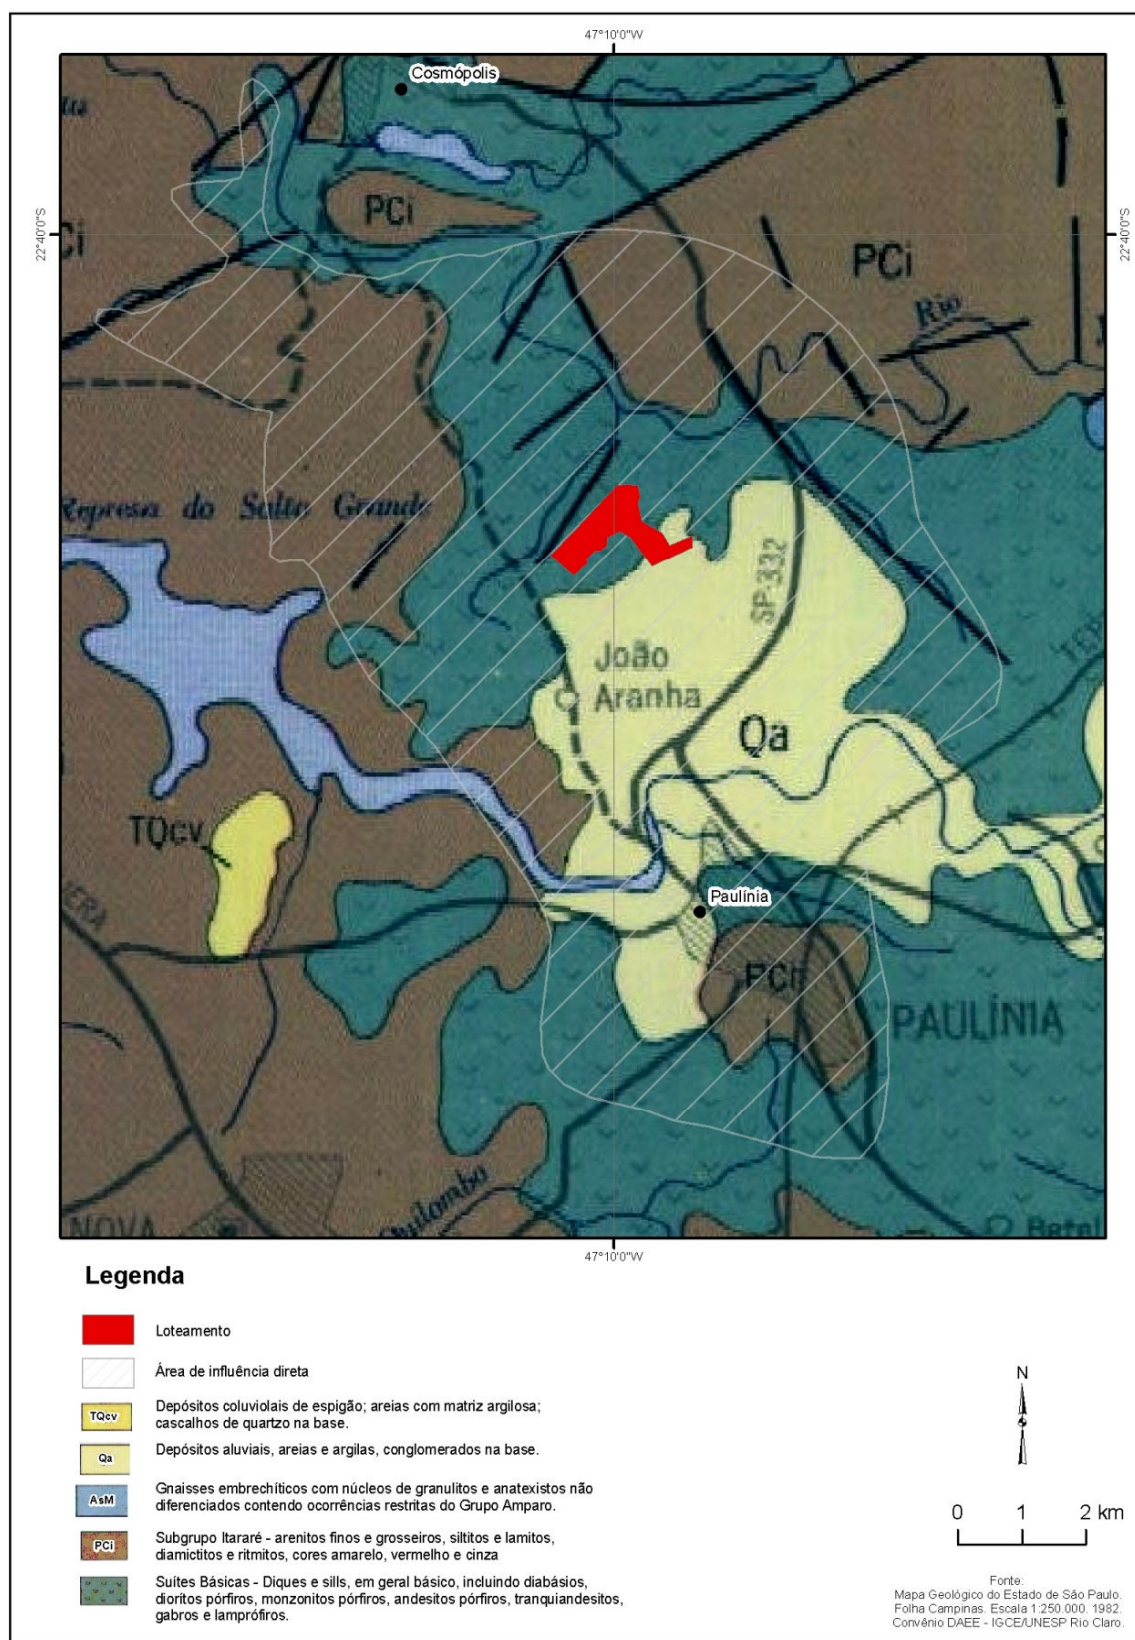 47°10'0"W
Cosmópolis
PCi
22°40'0"S
22°40'0"S
PCi
Rio
Represa do Salto Grande
SP-332
João
Aranha
Qa
TQcv
Paulínia
PCi
PAULÍNIA
NOVA
Betel
47°10'0"W
Legenda
Loteamento
Área de influência direta
TQcv
Depósitos coluviolais de espigão; areias com matriz argilosa;
cascalhos de quartzo na base.
Qa
Depósitos aluviais, areias e argilas, conglomerados na base.
AsM
Gnaisses embrechíticos com núcleos de granulitos e anatexistos não
diferenciados contendo ocorrências restritas do Grupo Amparo.
PCi
Subgrupo Itararé - arenitos finos e grosseiros, siltitos e lamitos,
diamictitos e ritmitos, cores amarelo, vermelho e cinza
Suítes Básicas - Diques e sills, em geral básico, incluindo diabásios,
dioritos pórfiros, monzonitos pórfiros, andesitos pórfiros, tranquiandesitos,
gabros e lamprófiros.
N
0 1 2 km
Fonte:
Mapa Geológico do Estado de São Paulo.
Folha Campinas. Escala 1:250.000. 1982.
Convênio DAEE - IGCE/UNESP Rio Claro.